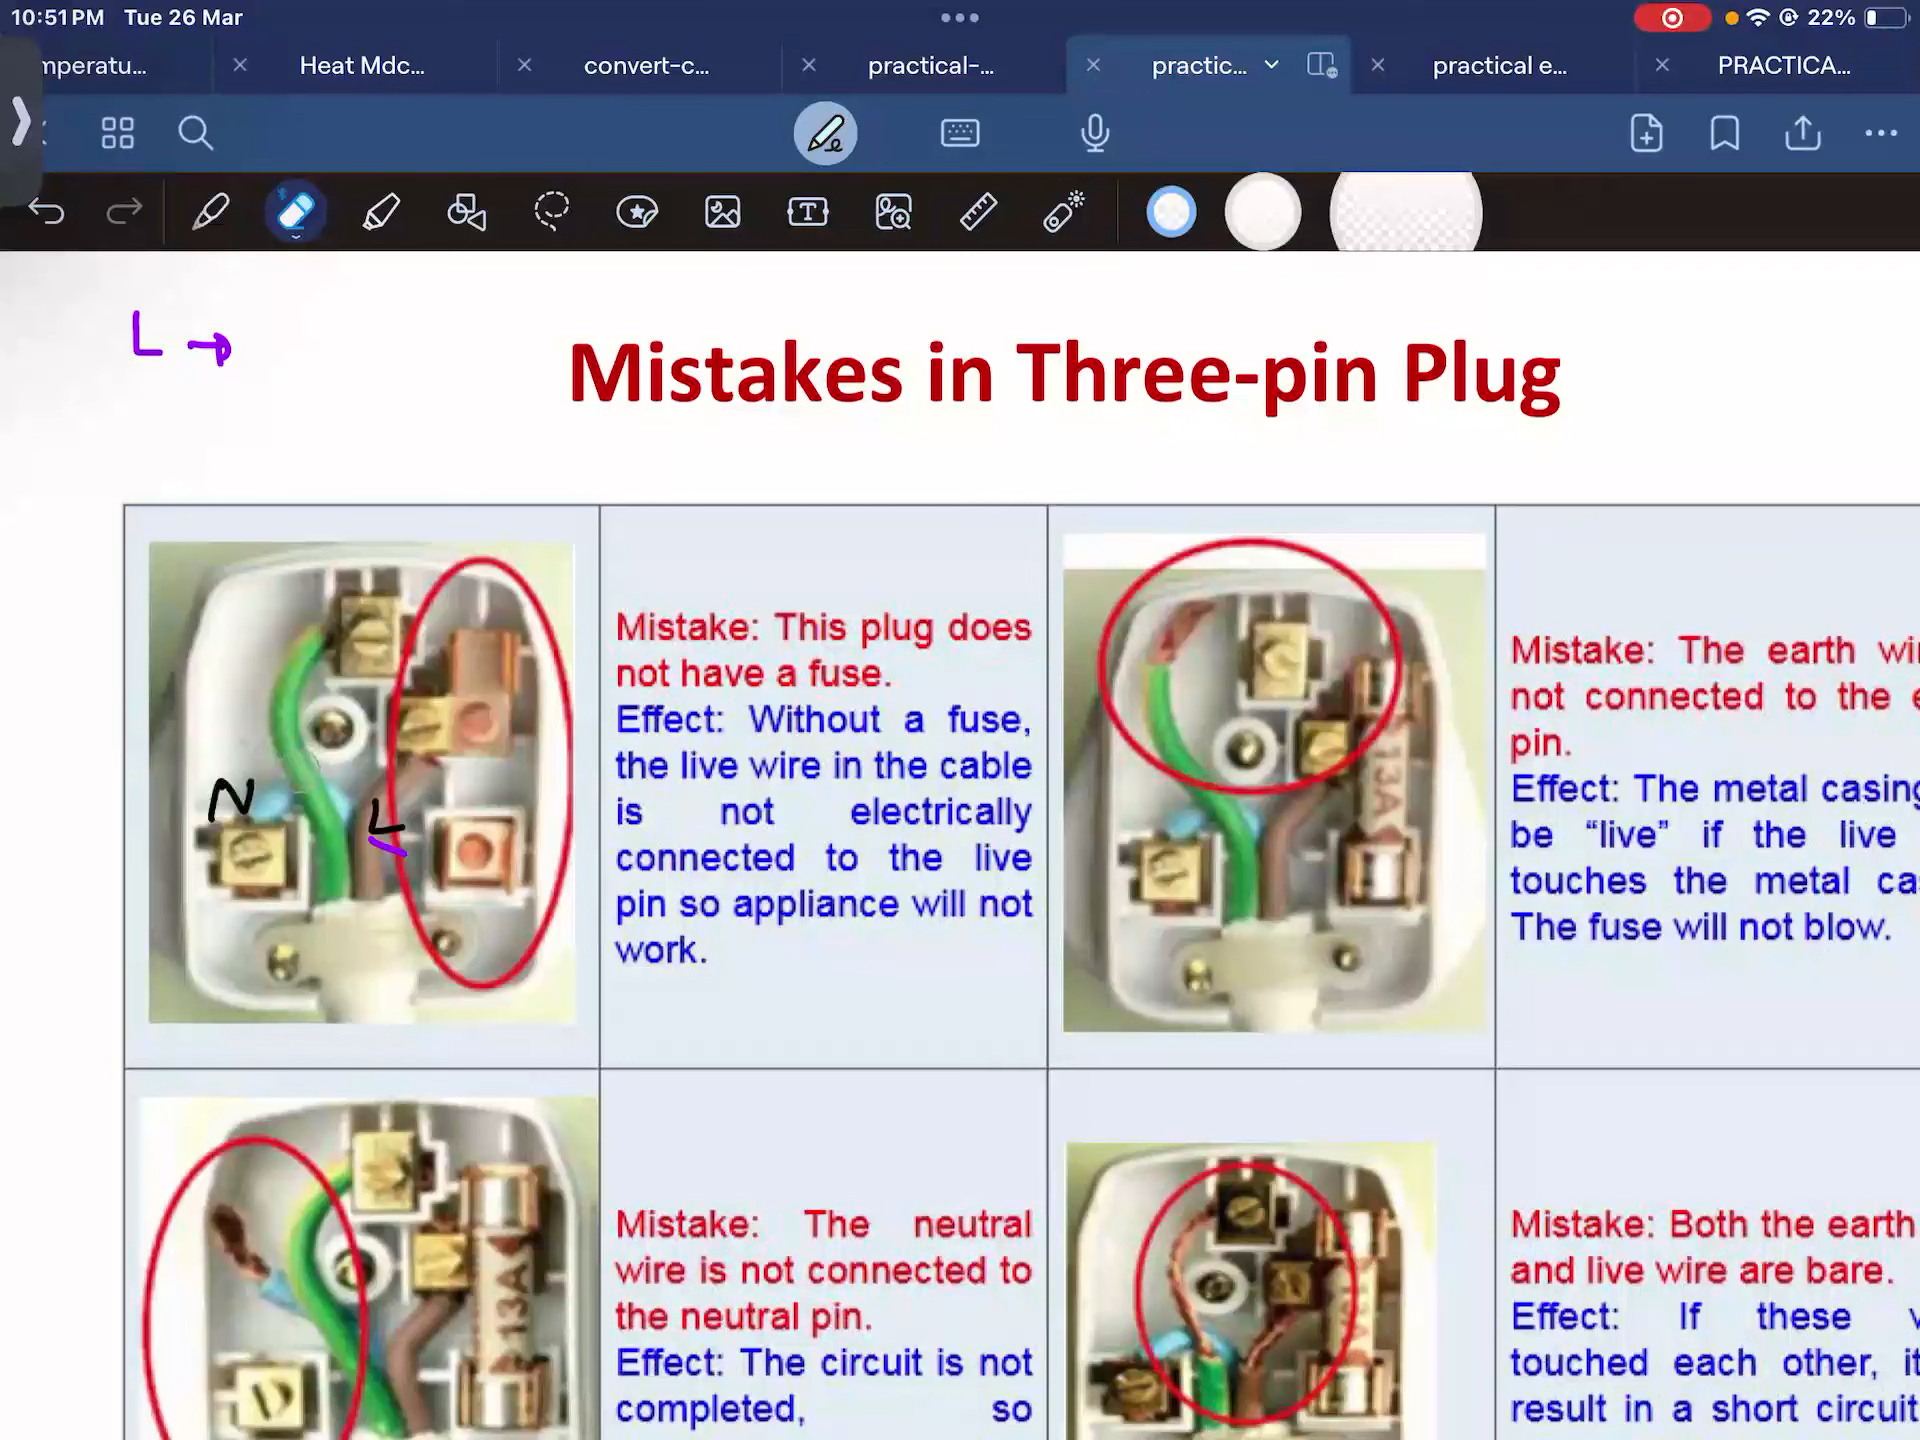 10:51 PM Tue 26 Mar
22%
mperatu...
Heat Mdc...
convert-c...
practical-...
practic...
practical e...
PRACTICA...
L →
Mistakes in Three-pin Plug
N
L
Mistake: This plug does
not have a fuse.
Effect: Without a fuse,
the live wire in the cable
is not electrically
connected to the live
pin so appliance will not
work.
13A
Mistake: The earth wi
not connected to the e
pin.
Effect: The metal casing
be “live” if the live
touches the metal ca
The fuse will not blow.
13A
Mistake: The neutral
wire is not connected to
the neutral pin.
Effect: The circuit is not
completed, so
13A
Mistake: Both the earth
and live wire are bare.
Effect: If these w
touched each other, it
result in a short circuit